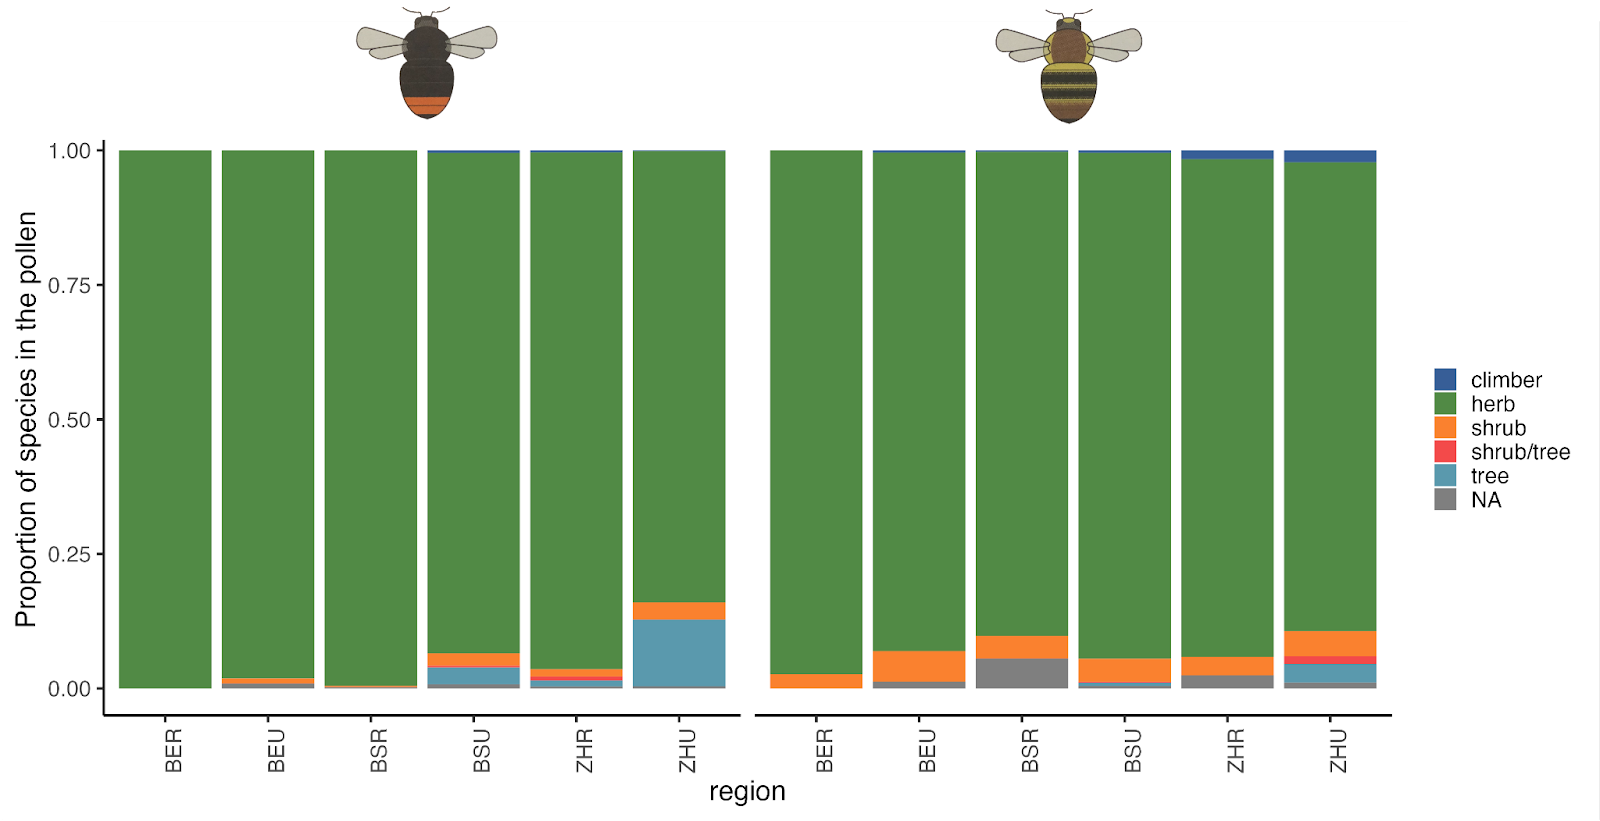 Proportion of species in the pollen
1.00
0.75
0.50
0.25
0.00
BER
BEU
BSR
BSU
ZHR
ZHU
BER
BEU
BSR
BSU
ZHR
ZHU
region
climber
herb
shrub
shrub/tree
tree
NA